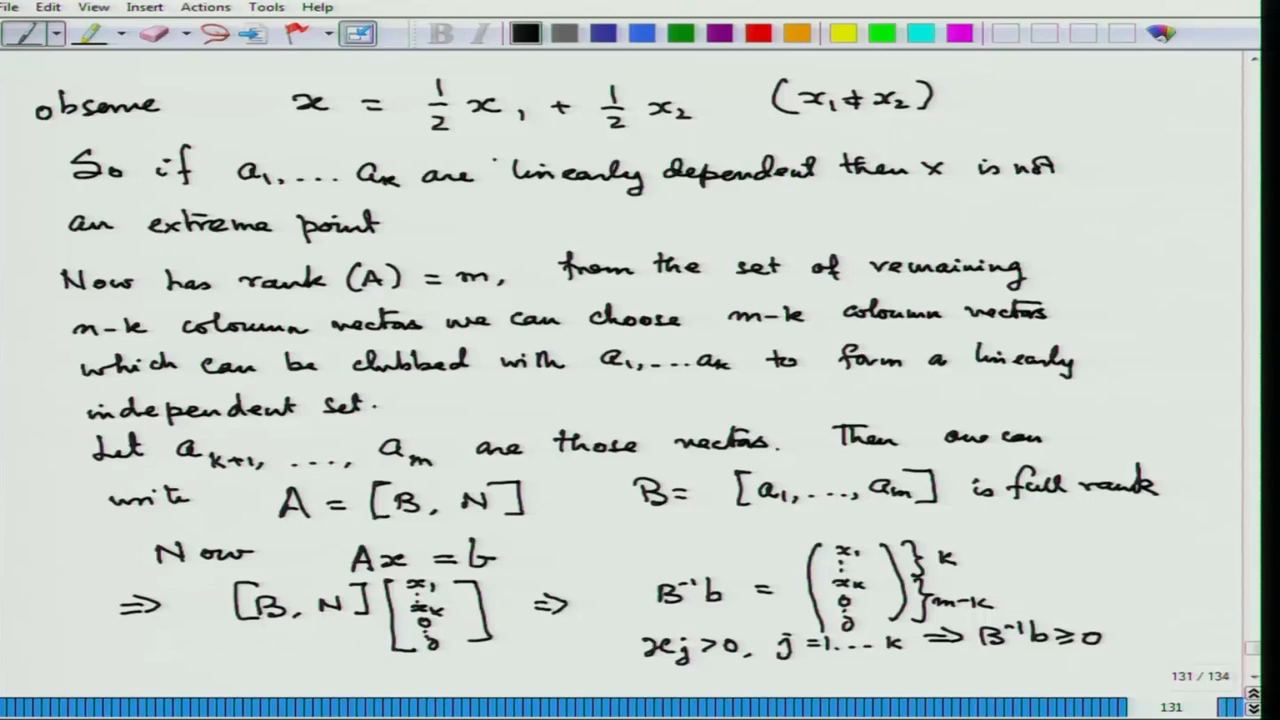 File Edit View Insert Actions Tools Help
observe x = 1/2 x₁ + 1/2 x₂ (x₁ ≠ x₂)
So if a₁, ... aₖ are linearly dependent then x is not
an extreme point
Now has rank (A) = m, from the set of remaining
n-k coloumn vectors we can choose m-k coloumn vectors
which can be clubbed with a₁, ... aₖ to form a linearly
independent set.
Let aₖ₊₁, ..., aₘ are those vectors. Then one can
write A = [B, N] B = [a₁, ..., aₘ] is full rank
Now Ax = b
⇒ [B, N] [x₁ ⋮ xₖ 0 ⋮ 0] ⇒ B⁻¹b = (x₁ ⋮ xₖ 0 ⋮ 0) } k } m-k
xⱼ > 0, j = 1 ... k ⇒ B⁻¹b ≥ 0
131 / 134
131